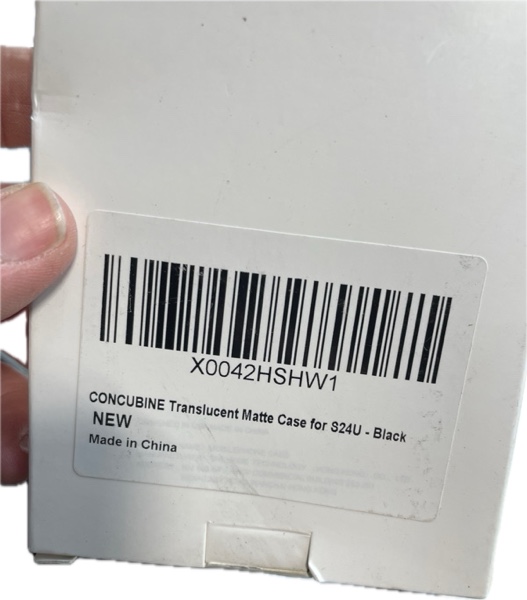 X0042HSHW1
CONCUBINE Translucent Matte Case for S24U - Black
NEW
Made in China